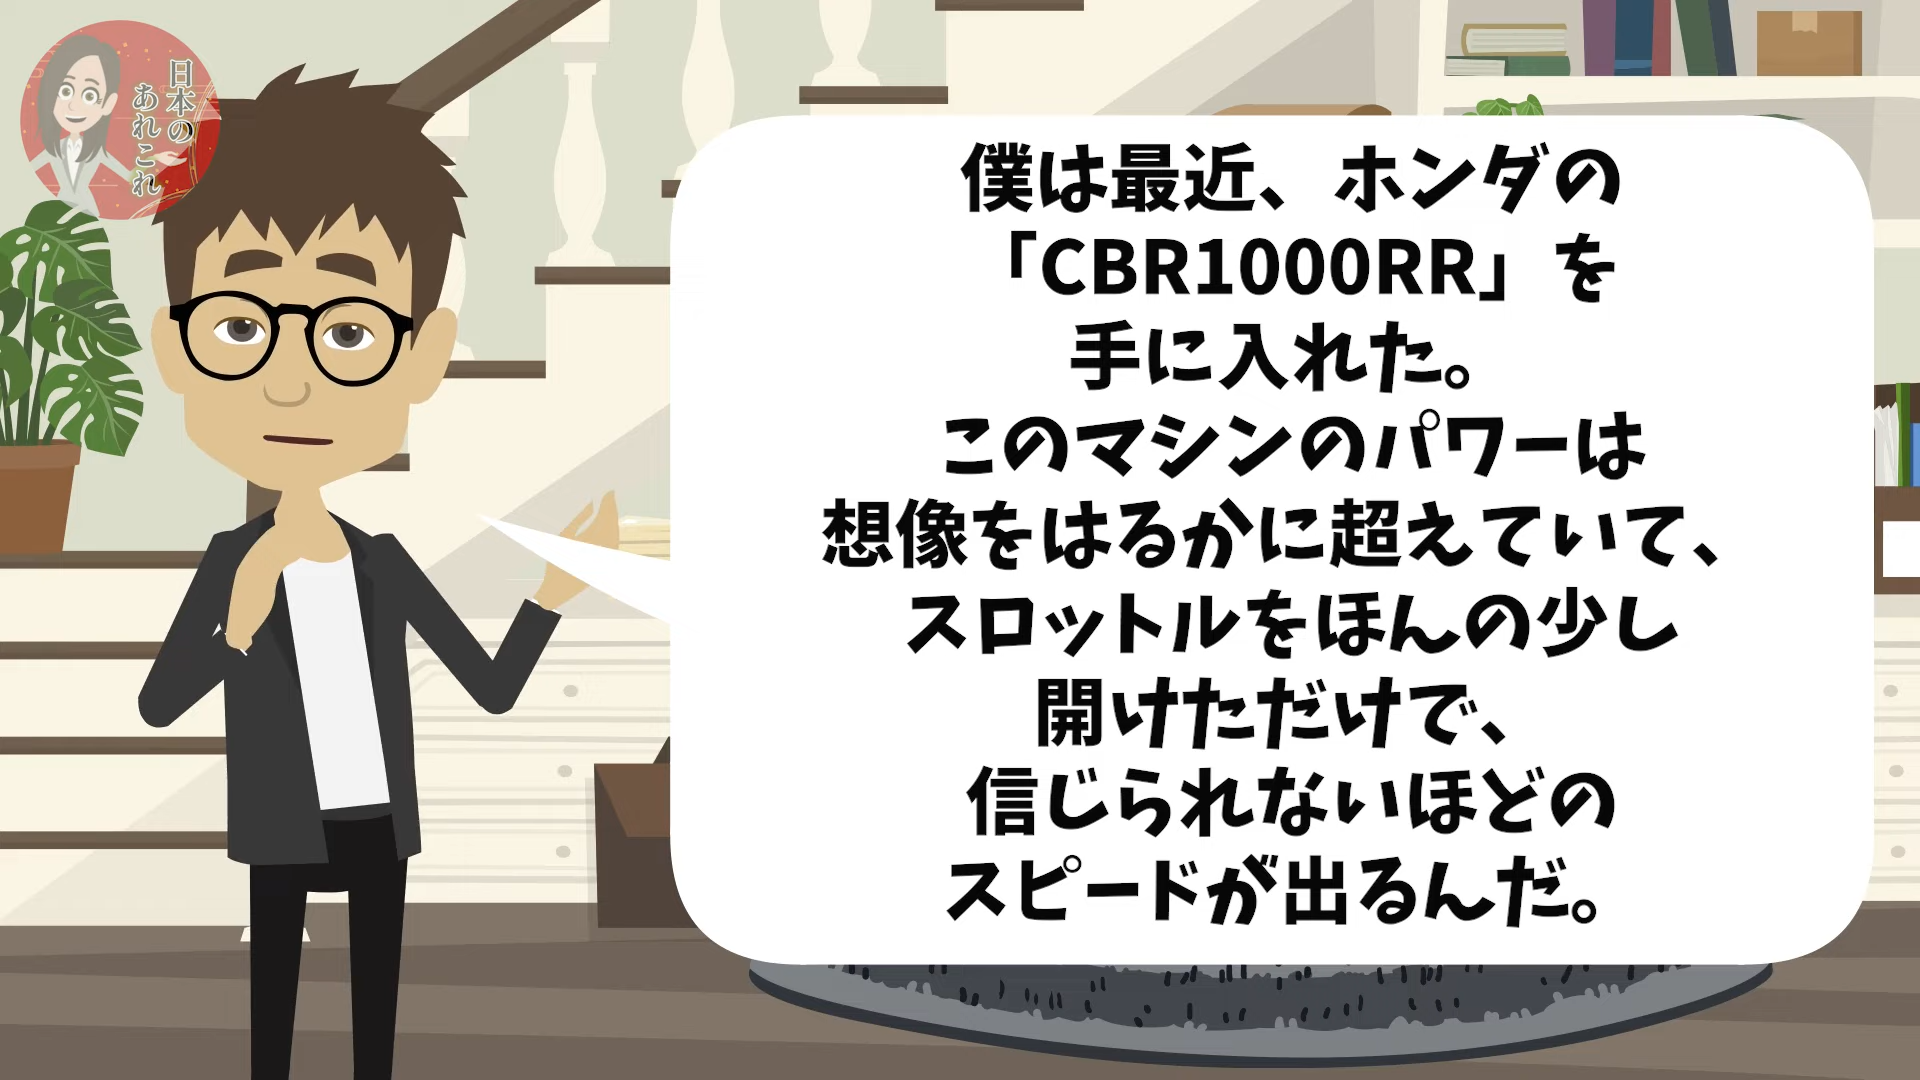 日本の
あれこれ
僕は最近、ホンダの
「CBR1000RR」を
手に入れた。
このマシンのパワーは
想像をはるかに超えていて、
スロットルをほんの少し
開けただけで、
信じられないほどの
スピードが出るんだ。